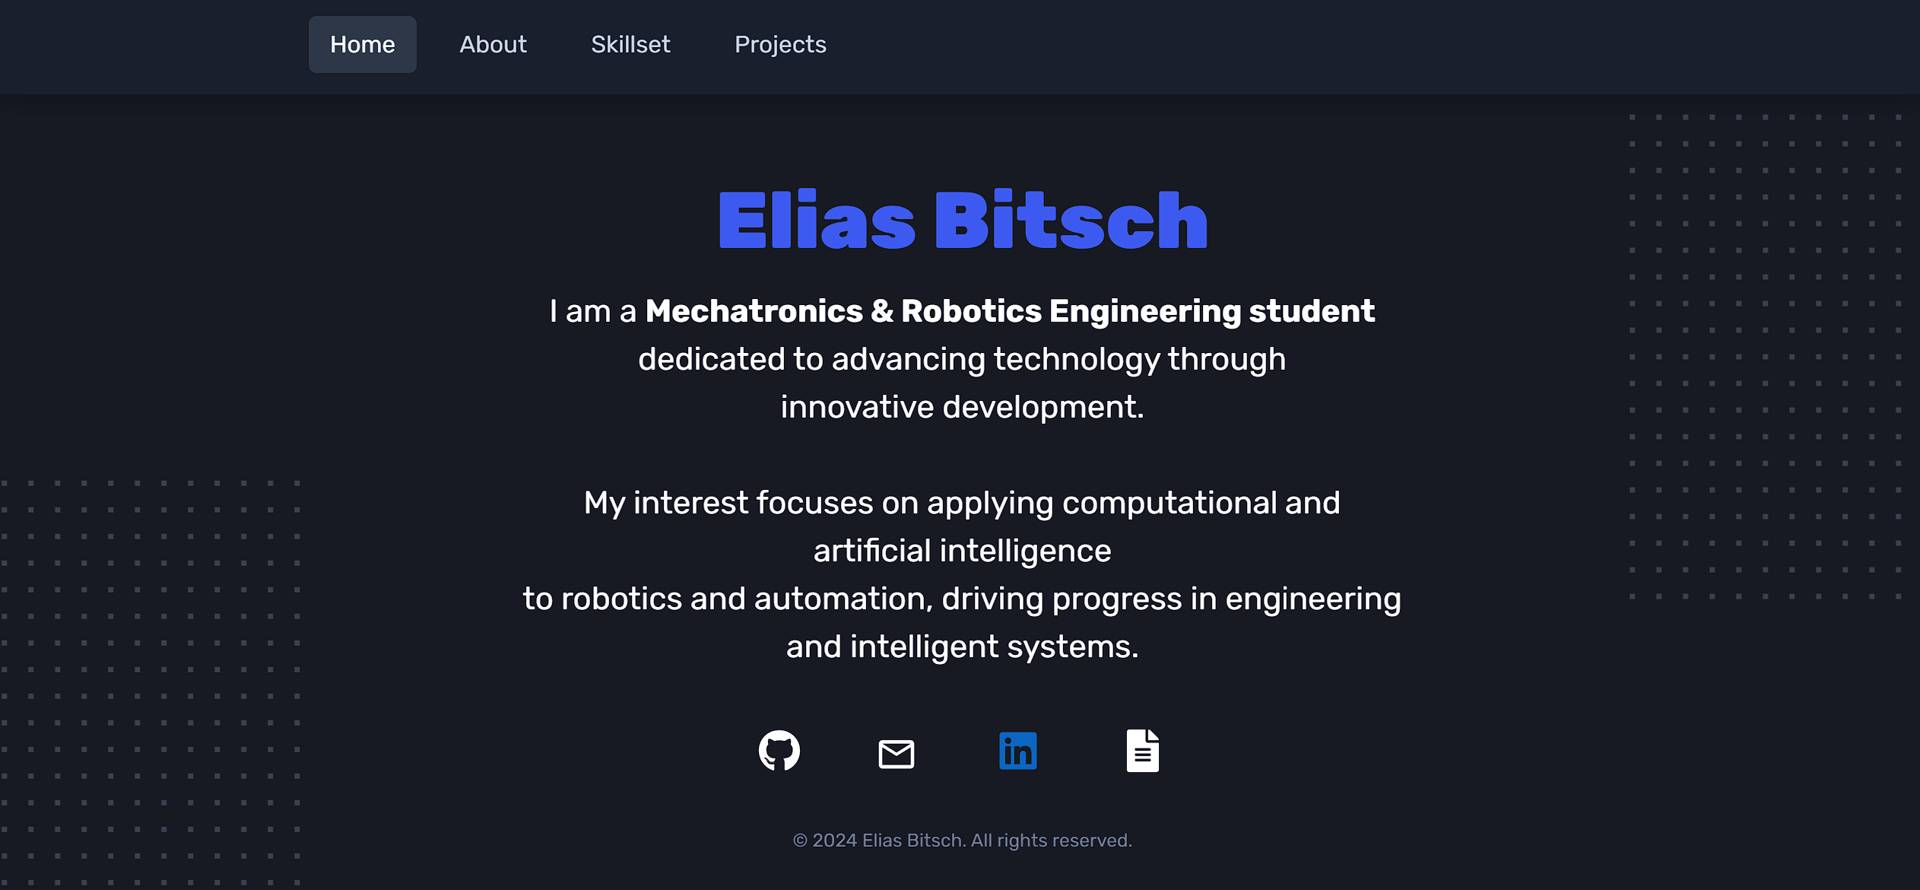 Home About Skillset Projects
Elias Bitsch
I am a Mechatronics & Robotics Engineering student
dedicated to advancing technology through
innovative development.
My interest focuses on applying computational and
artificial intelligence
to robotics and automation, driving progress in engineering
and intelligent systems.
in
© 2024 Elias Bitsch. All rights reserved.